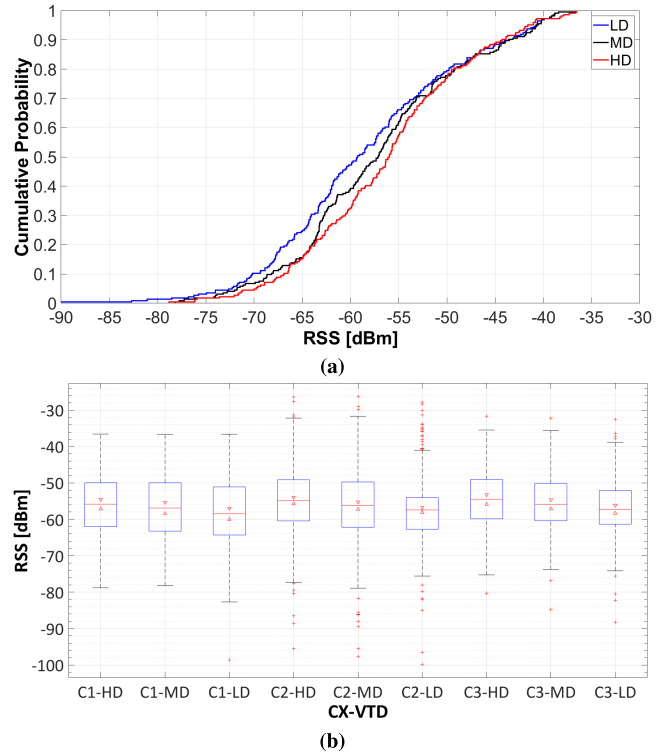 1
0.9
0.8
0.7
0.6
0.5
0.4
0.3
0.2
0.1
0
Cumulative Probability
LD
MD
HD
-90 -85 -80 -75 -70 -65 -60 -55 -50 -45 -40 -35 -30
RSS [dBm]
(a)
-30
-40
-50
-60
-70
-80
-90
-100
RSS [dBm]
C1-HD C1-MD C1-LD C2-HD C2-MD C2-LD C3-HD C3-MD C3-LD
CX-VTD
(b)